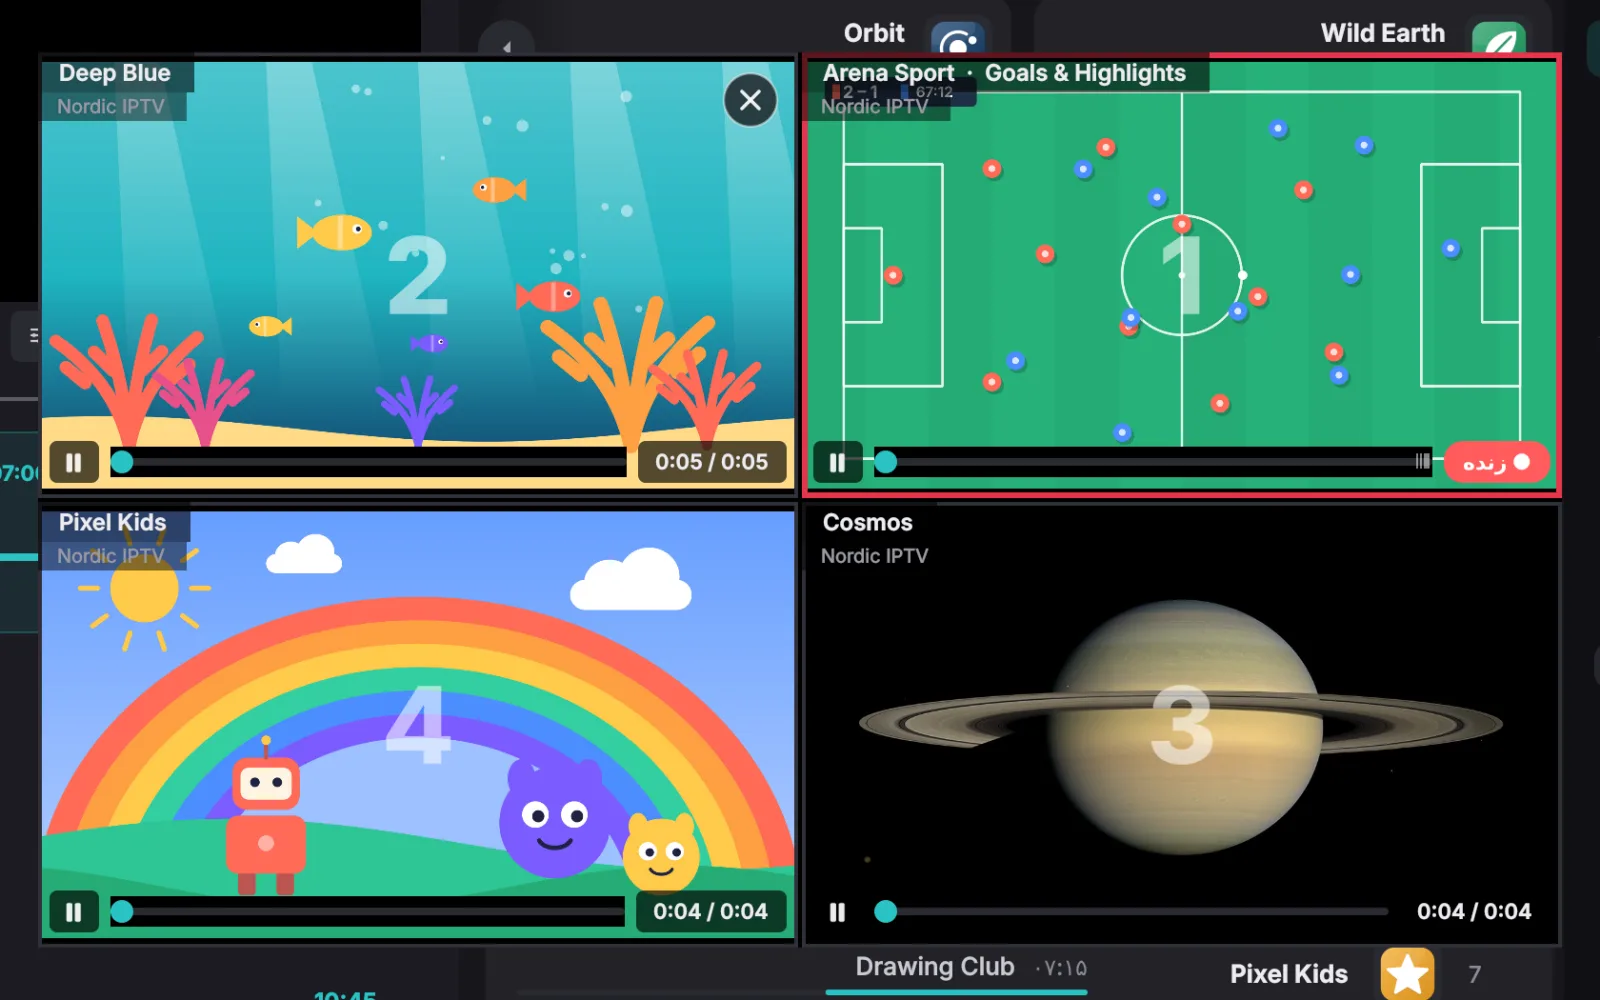 Orbit
Wild Earth
Deep Blue
Nordic IPTV
2
0:05 / 0:05
Arena Sport · Goals & Highlights
2 – 1 67:12
Nordic IPTV
1
زنده
Pixel Kids
Nordic IPTV
4
0:04 / 0:04
Cosmos
Nordic IPTV
3
0:04 / 0:04
Drawing Club · ۷:۱۵
Pixel Kids 7
10:45